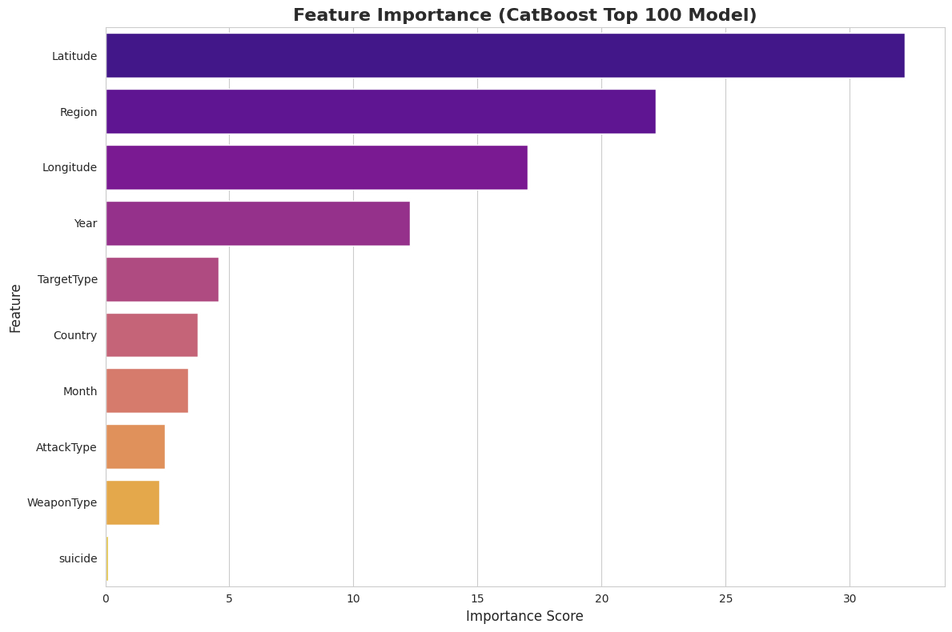 Feature Importance (CatBoost Top 100 Model)
Latitude
Region
Longitude
Year
TargetType
Country
Month
AttackType
WeaponType
suicide
Feature
0 5 10 15 20 25 30
Importance Score